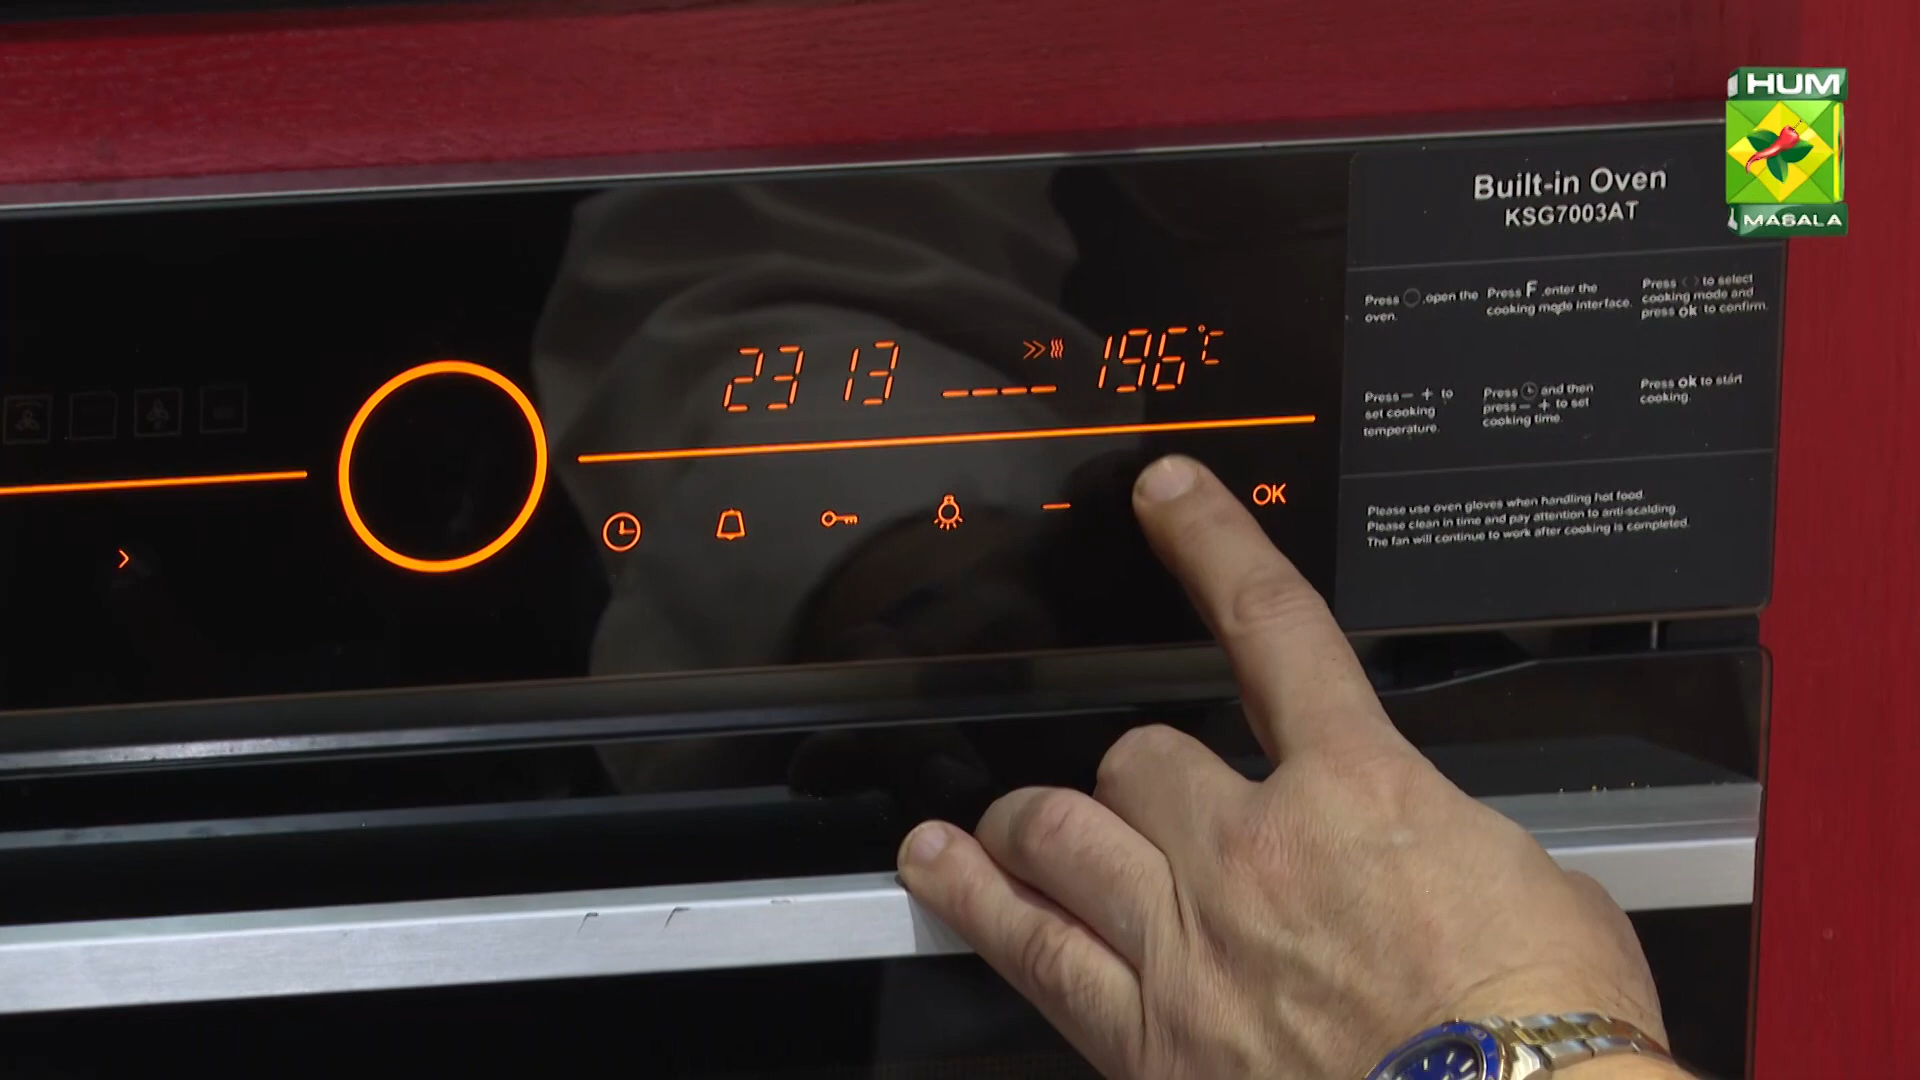 HUM
MASALA
Built-in Oven
KSG7003AT
Press ,open the
oven.
Press F ,enter the
cooking mode interface.
Press < > to select
cooking mode and
press ok to confirm.
Press — + to
set cooking
temperature.
Press and then
press — + to set
cooking time.
Press ok to start
cooking.
Please use oven gloves when handling hot food.
Please clean in time and pay attention to anti-scalding.
The fan will continue to work after cooking is completed.
23 13 196°C
OK